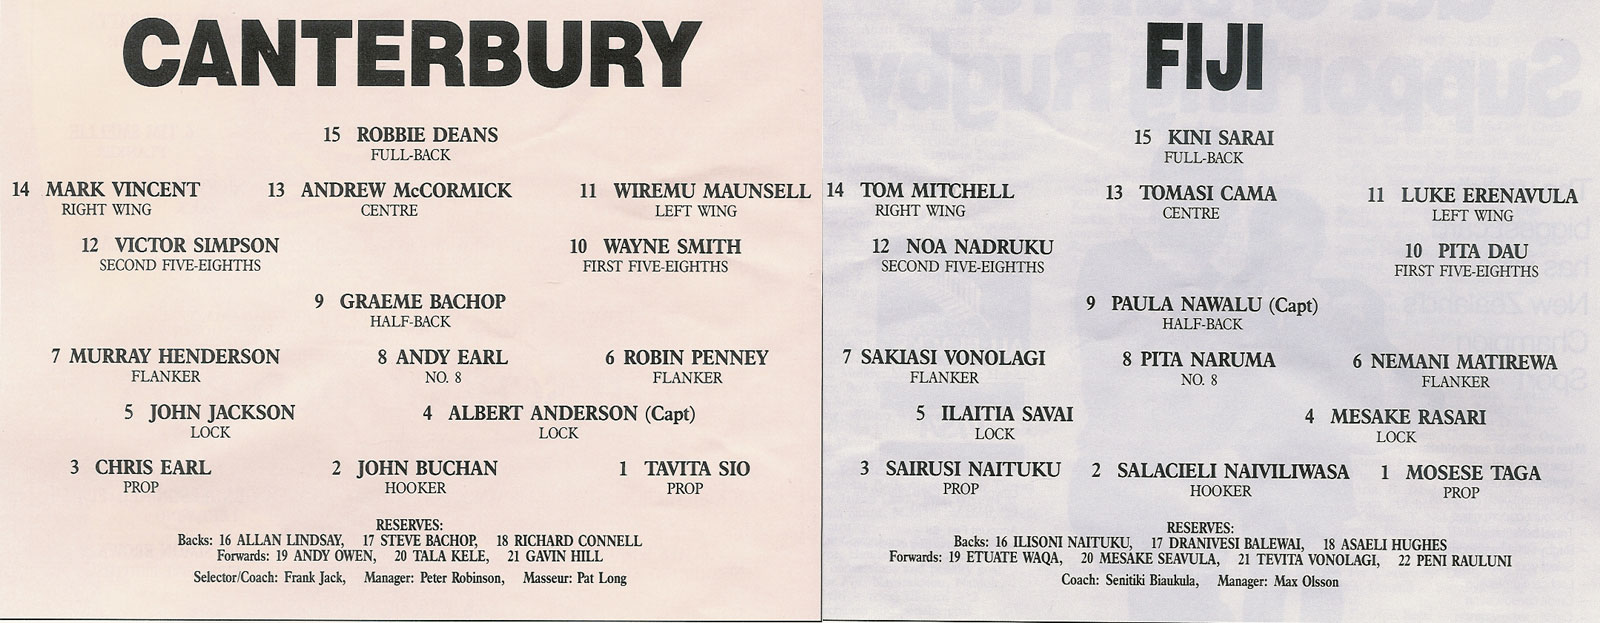 CANTERBURY
15 ROBBIE DEANS
FULL-BACK
14 MARK VINCENT 13 ANDREW McCORMICK 11 WIREMU MAUNSELL
RIGHT WING CENTRE LEFT WING
12 VICTOR SIMPSON 10 WAYNE SMITH
SECOND FIVE-EIGHTHS FIRST FIVE-EIGHTHS
9 GRAEME BACHOP
HALF-BACK
7 MURRAY HENDERSON 8 ANDY EARL 6 ROBIN PENNEY
FLANKER NO. 8 FLANKER
5 JOHN JACKSON 4 ALBERT ANDERSON (Capt)
LOCK LOCK
3 CHRIS EARL 2 JOHN BUCHAN 1 TAVITA SIO
PROP HOOKER PROP
RESERVES:
Backs: 16 ALLAN LINDSAY, 17 STEVE BACHOP, 18 RICHARD CONNELL
Forwards: 19 ANDY OWEN, 20 TALA KELE, 21 GAVIN HILL
Selector/Coach: Frank Jack, Manager: Peter Robinson, Masseur: Pat Long
FIJI
15 KINI SARAI
FULL-BACK
14 TOM MITCHELL 13 TOMASI CAMA 11 LUKE ERENAVULA
RIGHT WING CENTRE LEFT WING
12 NOA NADRUKU 10 PITA DAU
SECOND FIVE-EIGHTHS FIRST FIVE-EIGHTHS
9 PAULA NAWALU (Capt)
HALF-BACK
7 SAKIASI VONOLAGI 8 PITA NARUMA 6 NEMANI MATIREWA
FLANKER NO. 8 FLANKER
5 ILAITIA SAVAI 4 MESAKE RASARI
LOCK LOCK
3 SAIRUSI NAITUKU 2 SALACIELI NAIVILIWASA 1 MOSESE TAGA
PROP HOOKER PROP
RESERVES:
Backs: 16 ILISONI NAITUKU, 17 DRANIVESI BALEWAI, 18 ASAELI HUGHES
Forwards: 19 ETUATE WAQA, 20 MESAKE SEAVULA, 21 TEVITA VONOLAGI, 22 PENI RAULUNI
Coach: Senitiki Biaukula, Manager: Max Olsson